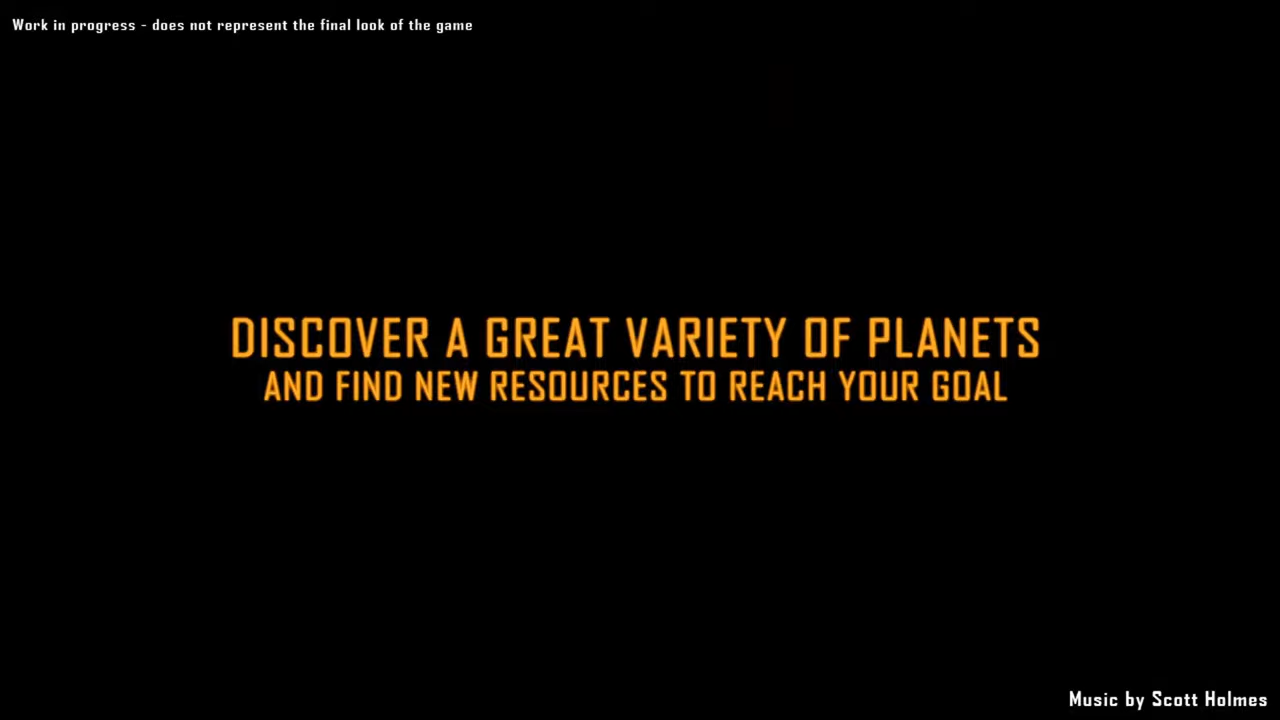 Work in progress - does not represent the final look of the game
DISCOVER A GREAT VARIETY OF PLANETS
AND FIND NEW RESOURCES TO REACH YOUR GOAL
Music by Scott Holmes